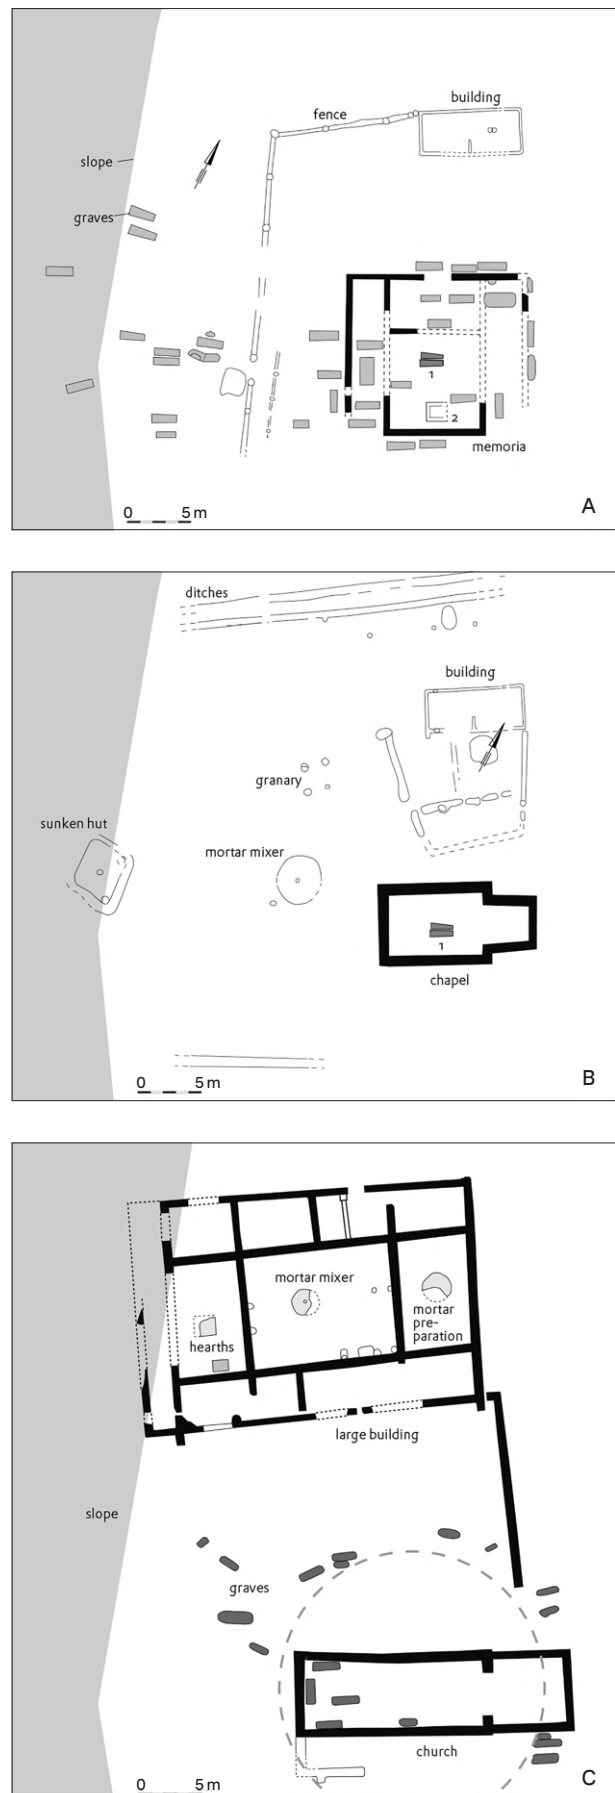 building
fence
slope
graves
1
2
memoria
0 5 m
A
ditches
building
granary
sunken hut
mortar mixer
1
chapel
0 5 m
B
mortar mixer
mortar
pre-
paration
hearths
large building
slope
graves
church
0 5 m
C